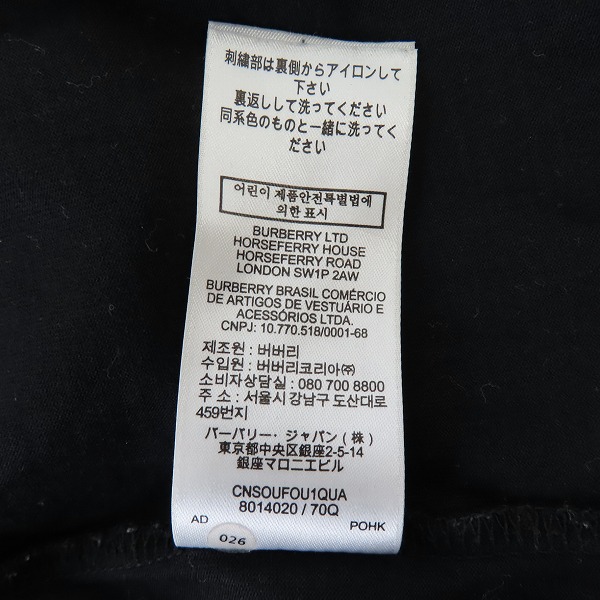 刺繍部は裏側からアイロンして
下さい
裏返しして洗ってください
同系色のものと一緒に洗ってく
ださい
어린이 제품안전특별법에
의한 표시
BURBERRY LTD
HORSEFERRY HOUSE
HORSEFERRY ROAD
LONDON SW1P 2AW
BURBERRY BRASIL COMÉRCIO
DE ARTIGOS DE VESTUÁRIO E
ACESSÓRIOS LTDA.
CNPJ: 10.770.518/0001-68
제조원 : 버버리
수입원 : 버버리코리아㈜
소비자상담실 : 080 700 8800
주 소 : 서울시 강남구 도산대로
459번지
バーバリー・ジャパン(株)
東京都中央区銀座2-5-14
銀座マロニエビル
CNSOUFOU1QUA
8014020 / 70Q
AD POHK
026